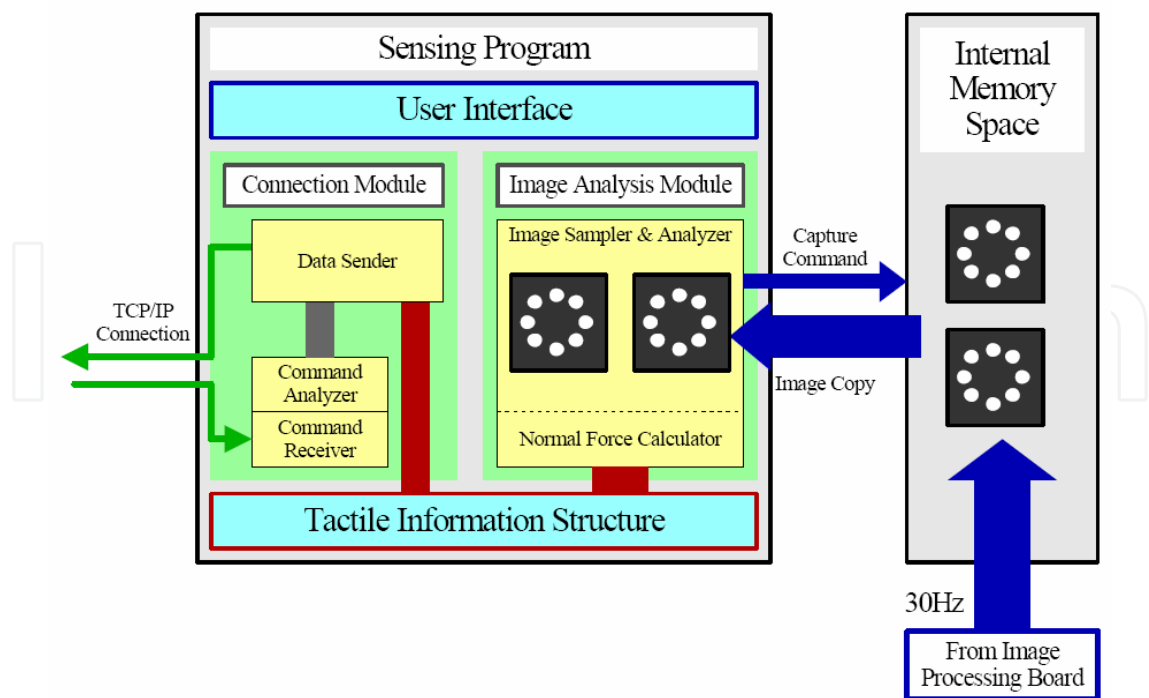 Sensing Program
User Interface
Connection Module
Data Sender
Command
Analyzer
Command
Receiver
Image Analysis Module
Image Sampler & Analyzer
Normal Force Calculator
Tactile Information Structure
TCP/IP
Connection
Capture
Command
Image Copy
Internal
Memory
Space
30Hz
From Image
Processing Board